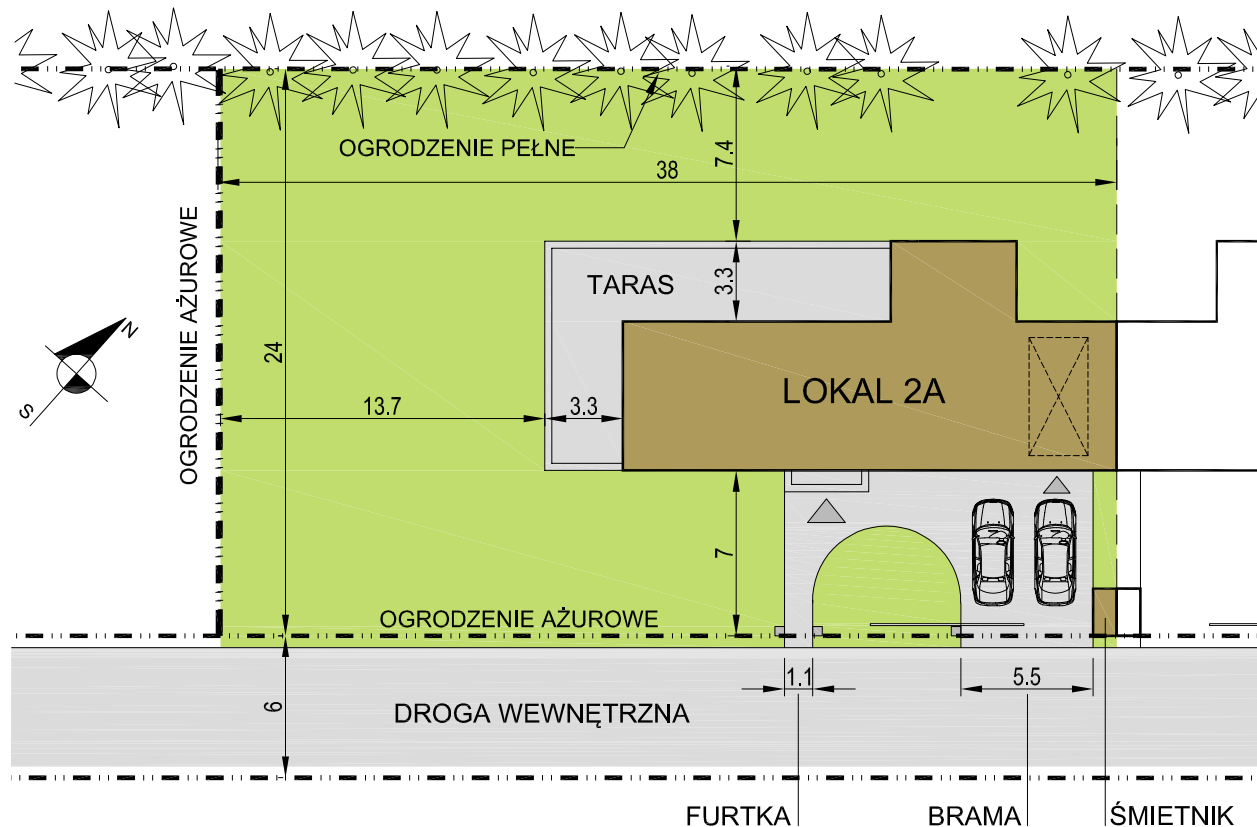 OGRODZENIE PEŁNE
7.4
38
OGRODZENIE AŻUROWE
TARAS
3.3
N
S
24
LOKAL 2A
13.7
3.3
7
OGRODZENIE AŻUROWE
1.1
5.5
6
DROGA WEWNĘTRZNA
FURTKA
BRAMA
ŚMIETNIK